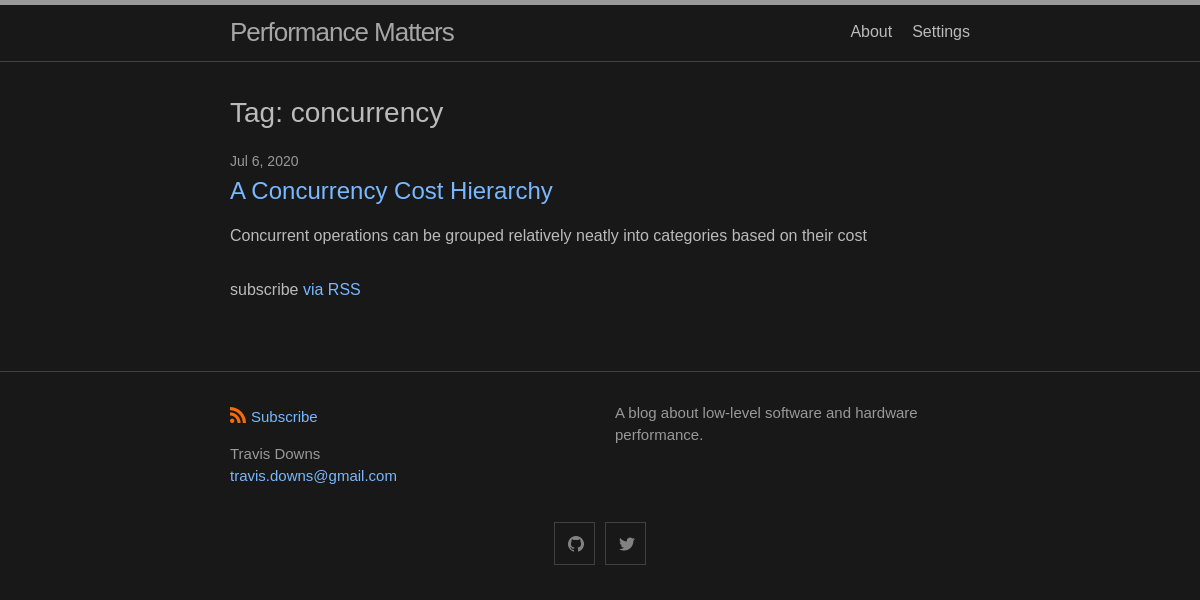 Performance Matters
About Settings
Tag: concurrency
Jul 6, 2020
A Concurrency Cost Hierarchy
Concurrent operations can be grouped relatively neatly into categories based on their cost
subscribe via RSS
Subscribe
Travis Downs
travis.downs@gmail.com
A blog about low-level software and hardware
performance.